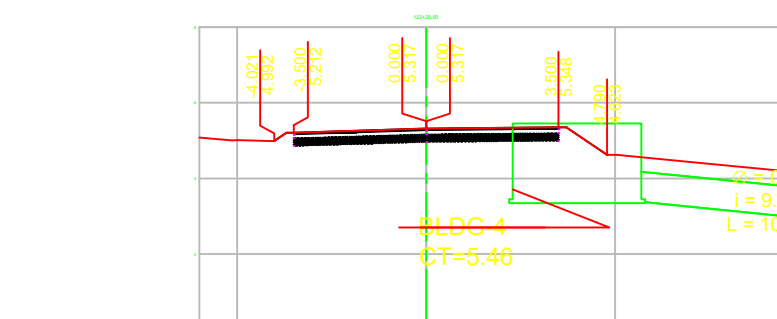 -4.021
4.992
-3.500
5.212
0.000
5.317
0.000
5.317
3.500
5.348
4.790
BLDG-4
CT=5.46
i = 9.
L = 10